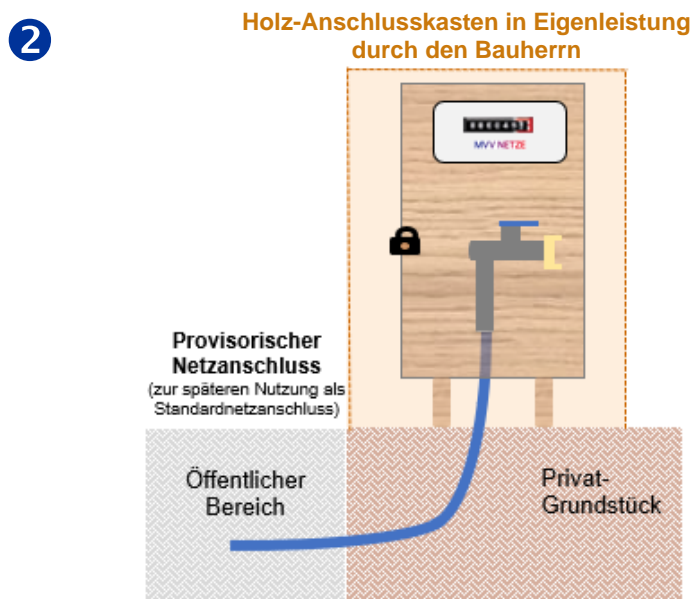 2
Holz-Anschlusskasten in Eigenleistung
durch den Bauherrn
MVV NETZE
Provisorischer
Netzanschluss
(zur späteren Nutzung als
Standardnetzanschluss)
Öffentlicher
Bereich
Privat-
Grundstück